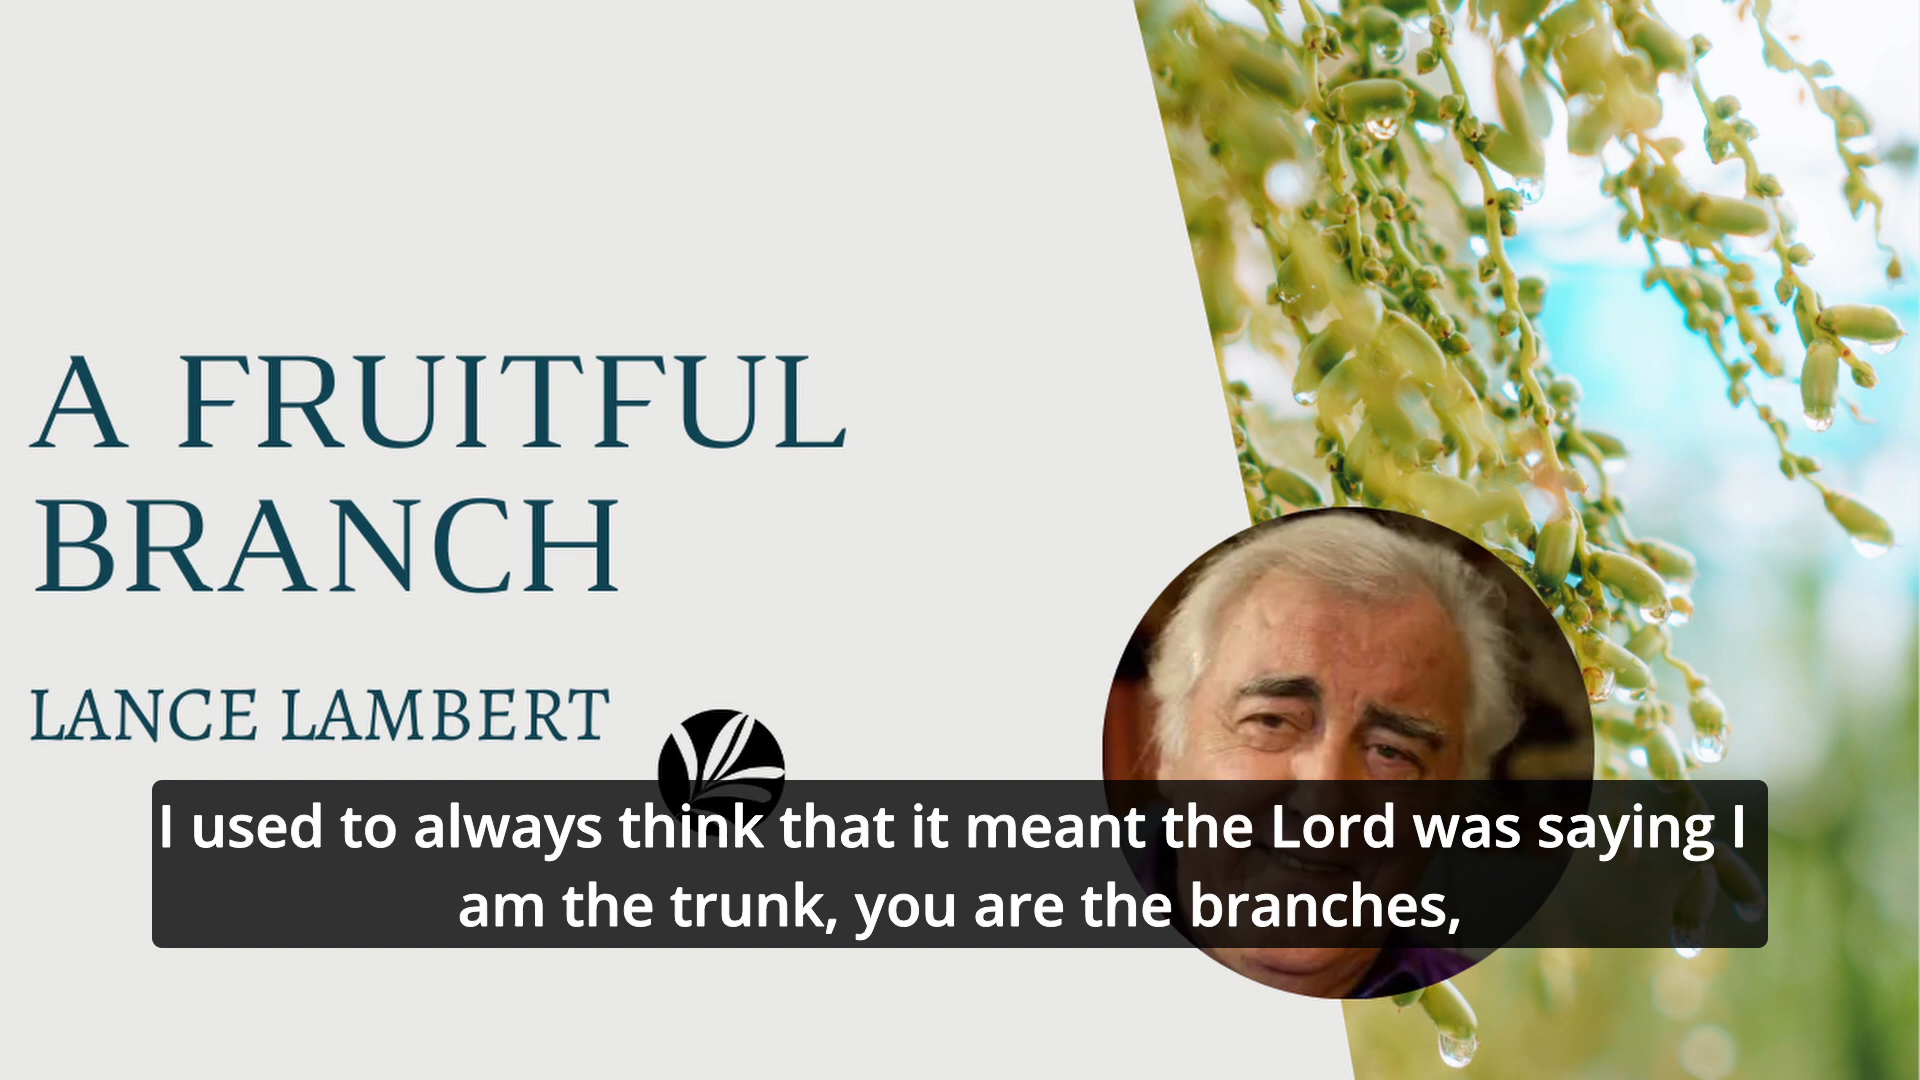 A FRUITFUL
BRANCH
LANCE LAMBERT
I used to always think that it meant the Lord was saying I
am the trunk, you are the branches,